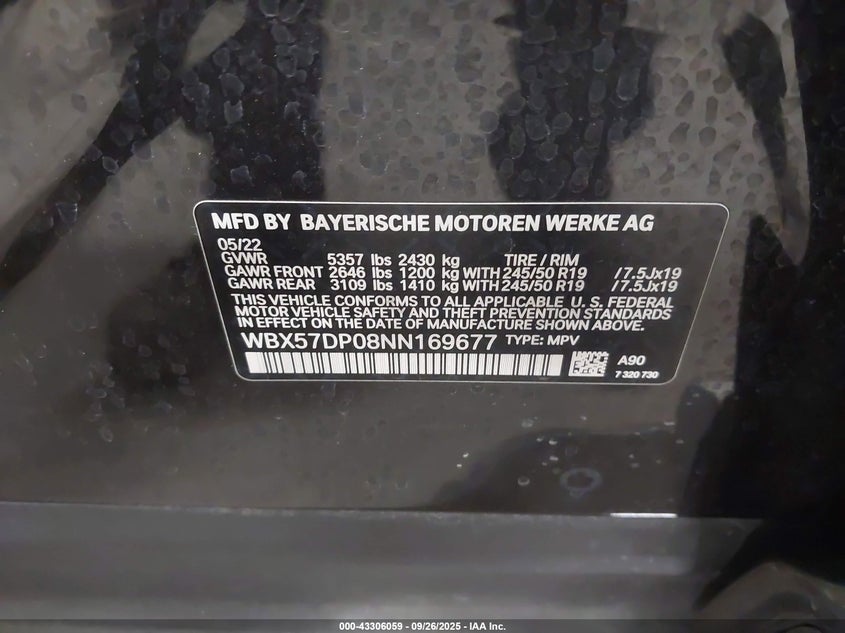 MFD BY BAYERISCHE MOTOREN WERKE AG
05/22
GVWR 5357 lbs 2430 kg TIRE / RIM
GAWR FRONT 2646 lbs 1200 kg WITH 245/50 R19 /7.5Jx19
GAWR REAR 3109 lbs 1410 kg WITH 245/50 R19 /7.5Jx19
THIS VEHICLE CONFORMS TO ALL APPLICABLE U. S. FEDERAL
MOTOR VEHICLE SAFETY AND THEFT PREVENTION STANDARDS
IN EFFECT ON THE DATE OF MANUFACTURE SHOWN ABOVE.
WBX57DP08NN169677 TYPE: MPV
A90
7 320 730
000-43306059 - 09/26/2025 - IAA Inc.